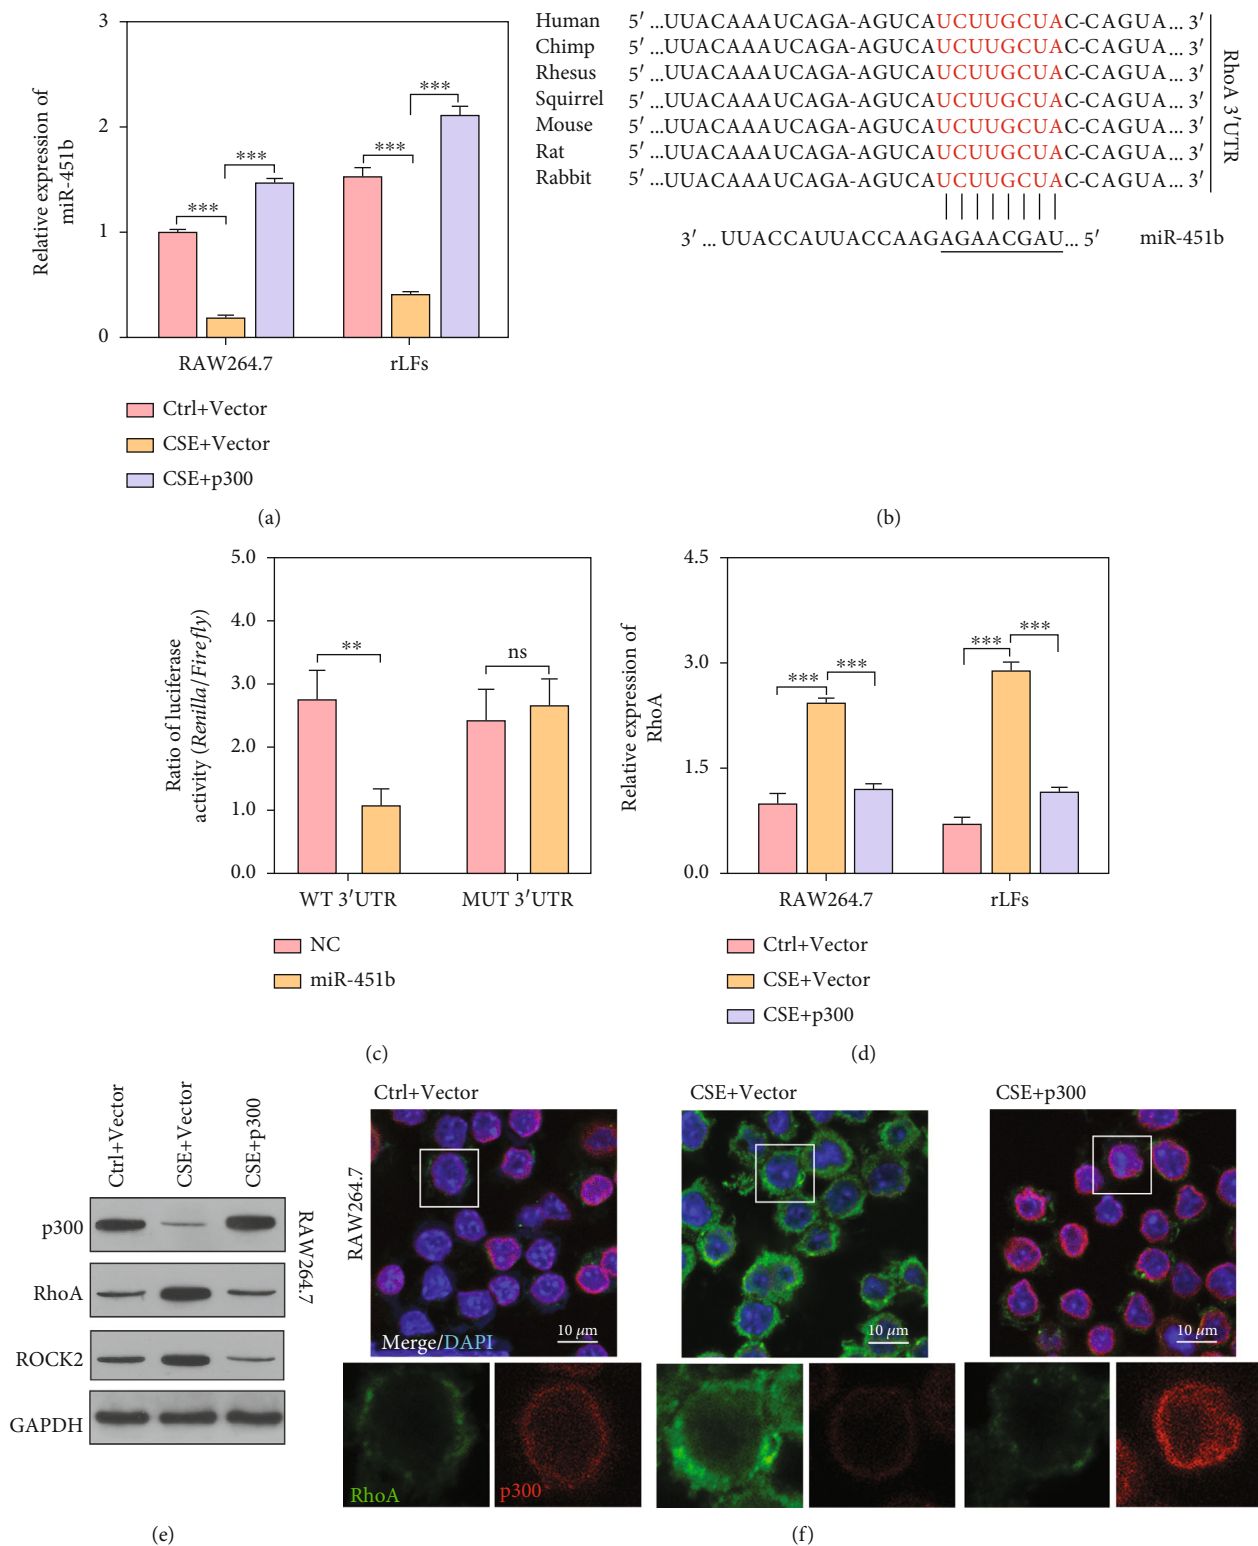 3
2
1
0
Relative expression of
miR-451b
***
***
***
***
RAW264.7
rLFs
Ctrl+Vector
CSE+Vector
CSE+p300
(a)
Human 5′ ...UUACAAAUCAGA-AGUCAUCUUGCUAC-CAGUA... 3′
Chimp 5′ ...UUACAAAUCAGA-AGUCAUCUUGCUAC-CAGUA... 3′
Rhesus 5′ ...UUACAAAUCAGA-AGUCAUCUUGCUAC-CAGUA... 3′
Squirrel 5′ ...UUACAAAUCAGA-AGUCAUCUUGCUAC-CAGUA... 3′
Mouse 5′ ...UUACAAAUCAGA-AGUCAUCUUGCUAC-CAGUA... 3′
Rat 5′ ...UUACAAAUCAGA-AGUCAUCUUGCUAC-CAGUA... 3′
Rabbit 5′ ...UUACAAAUCAGA-AGUCAUCUUGCUAC-CAGUA... 3′
RhoA 3′UTR
3′ ... UUACCAUUACCAAGAGAACGAU... 5′ miR-451b
(b)
5.0
4.0
3.0
2.0
1.0
0.0
Ratio of luciferase
activity (Renilla/Firefly)
**
ns
WT 3′UTR
MUT 3′UTR
NC
miR-451b
(c)
4.5
3.0
1.5
0.0
Relative expression of
RhoA
***
***
***
***
RAW264.7
rLFs
Ctrl+Vector
CSE+Vector
CSE+p300
(d)
Ctrl+Vector
CSE+Vector
CSE+p300
p300
RhoA
ROCK2
GAPDH
RAW264.7
(e)
Ctrl+Vector
CSE+Vector
CSE+p300
RAW264.7
Merge/DAPI
10 μm
10 μm
10 μm
RhoA
p300
(f)